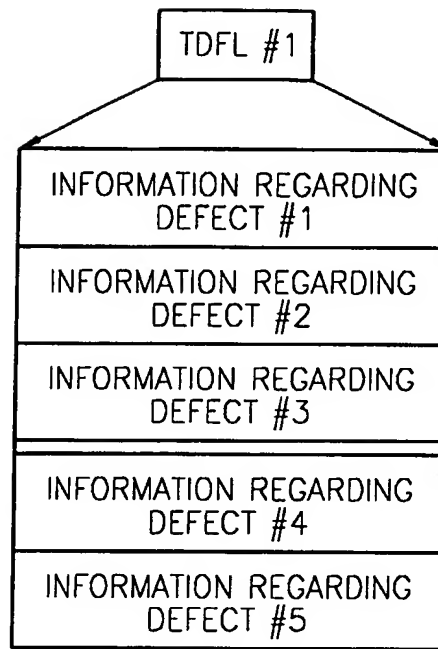 TDFL #1
INFORMATION REGARDING
DEFECT #1
INFORMATION REGARDING
DEFECT #2
INFORMATION REGARDING
DEFECT #3
INFORMATION REGARDING
DEFECT #4
INFORMATION REGARDING
DEFECT #5